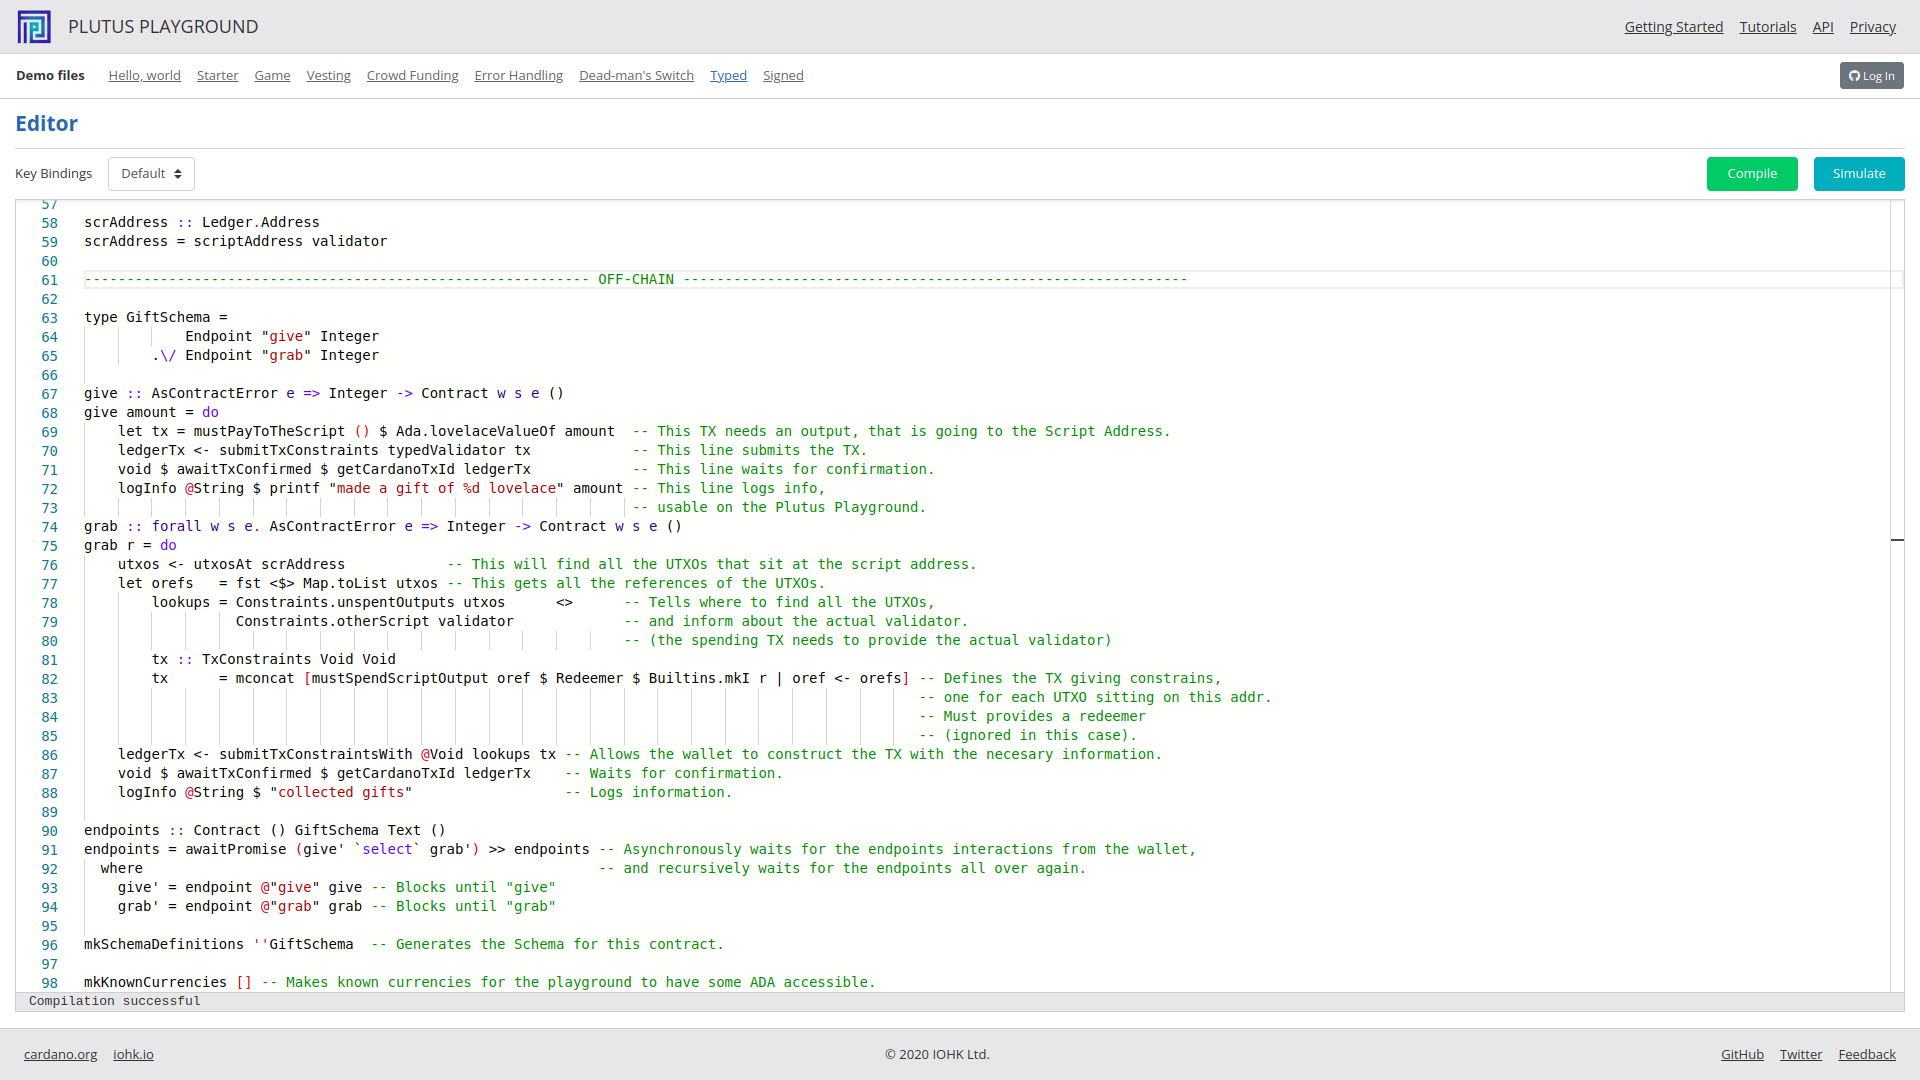 PLUTUS PLAYGROUND
Getting Started Tutorials API Privacy
Demo files Hello, world Starter Game Vesting Crowd Funding Error Handling Dead-man's Switch Typed Signed
Log In
Editor
Key Bindings Default Compile Simulate
57
58 scrAddress :: Ledger.Address
59 scrAddress = scriptAddress validator
60
61 ------------------------------------------------------------ OFF-CHAIN ------------------------------------------------------------
62
63 type GiftSchema =
64             Endpoint "give" Integer
65         .\/ Endpoint "grab" Integer
66
67 give :: AsContractError e => Integer -> Contract w s e ()
68 give amount = do
69     let tx = mustPayToTheScript () $ Ada.lovelaceValueOf amount  -- This TX needs an output, that is going to the Script Address.
70     ledgerTx <- submitTxConstraints typedValidator tx            -- This line submits the TX.
71     void $ awaitTxConfirmed $ getCardanoTxId ledgerTx            -- This line waits for confirmation.
72     logInfo @String $ printf "made a gift of %d lovelace" amount -- This line logs info,
73                                                                  -- usable on the Plutus Playground.
74 grab :: forall w s e. AsContractError e => Integer -> Contract w s e ()
75 grab r = do
76     utxos <- utxosAt scrAddress            -- This will find all the UTXOs that sit at the script address.
77     let orefs   = fst <$> Map.toList utxos -- This gets all the references of the UTXOs.
78         lookups = Constraints.unspentOutputs utxos      <>      -- Tells where to find all the UTXOs,
79                   Constraints.otherScript validator             -- and inform about the actual validator.
80                                                                 -- (the spending TX needs to provide the actual validator)
81         tx :: TxConstraints Void Void
82         tx      = mconcat [mustSpendScriptOutput oref $ Redeemer $ Builtins.mkI r | oref <- orefs] -- Defines the TX giving constrains,
83                                                                                                    -- one for each UTXO sitting on this addr.
84                                                                                                    -- Must provides a redeemer
85                                                                                                    -- (ignored in this case).
86     ledgerTx <- submitTxConstraintsWith @Void lookups tx -- Allows the wallet to construct the TX with the necesary information.
87     void $ awaitTxConfirmed $ getCardanoTxId ledgerTx    -- Waits for confirmation.
88     logInfo @String $ "collected gifts"                  -- Logs information.
89
90 endpoints :: Contract () GiftSchema Text ()
91 endpoints = awaitPromise (give' `select` grab') >> endpoints -- Asynchronously waits for the endpoints interactions from the wallet,
92   where                                                      -- and recursively waits for the endpoints all over again.
93     give' = endpoint @"give" give -- Blocks until "give"
94     grab' = endpoint @"grab" grab -- Blocks until "grab"
95
96 mkSchemaDefinitions ''GiftSchema  -- Generates the Schema for this contract.
97
98 mkKnownCurrencies [] -- Makes known currencies for the playground to have some ADA accessible.
Compilation successful
cardano.org iohk.io © 2020 IOHK Ltd. GitHub Twitter Feedback